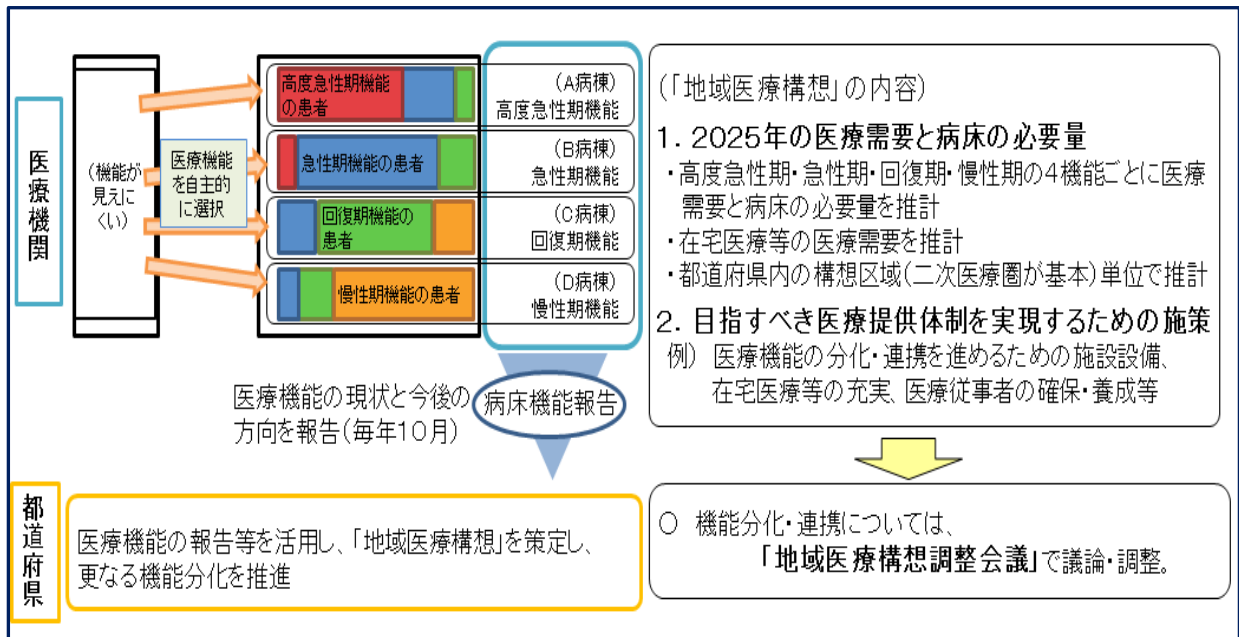 医療機関
(機能が
見えに
くい)
医療機能
を自主的
に選択
高度急性期機能
の患者
急性期機能の患者
回復期機能の
患者
慢性期機能の患者
(A病棟)
高度急性期機能
(B病棟)
急性期機能
(C病棟)
回復期機能
(D病棟)
慢性期機能
医療機能の現状と今後の
方向を報告(毎年10月)
病床機能報告
都道府県
医療機能の報告等を活用し、「地域医療構想」を策定し、
更なる機能分化を推進
(「地域医療構想」の内容)
1. 2025年の医療需要と病床の必要量
・高度急性期・急性期・回復期・慢性期の4機能ごとに医療
需要と病床の必要量を推計
・在宅医療等の医療需要を推計
・都道府県内の構想区域(二次医療圏が基本)単位で推計
2. 目指すべき医療提供体制を実現するための施策
例) 医療機能の分化・連携を進めるための施設設備、
在宅医療等の充実、医療従事者の確保・養成等
○ 機能分化・連携については、
「地域医療構想調整会議」で議論・調整。